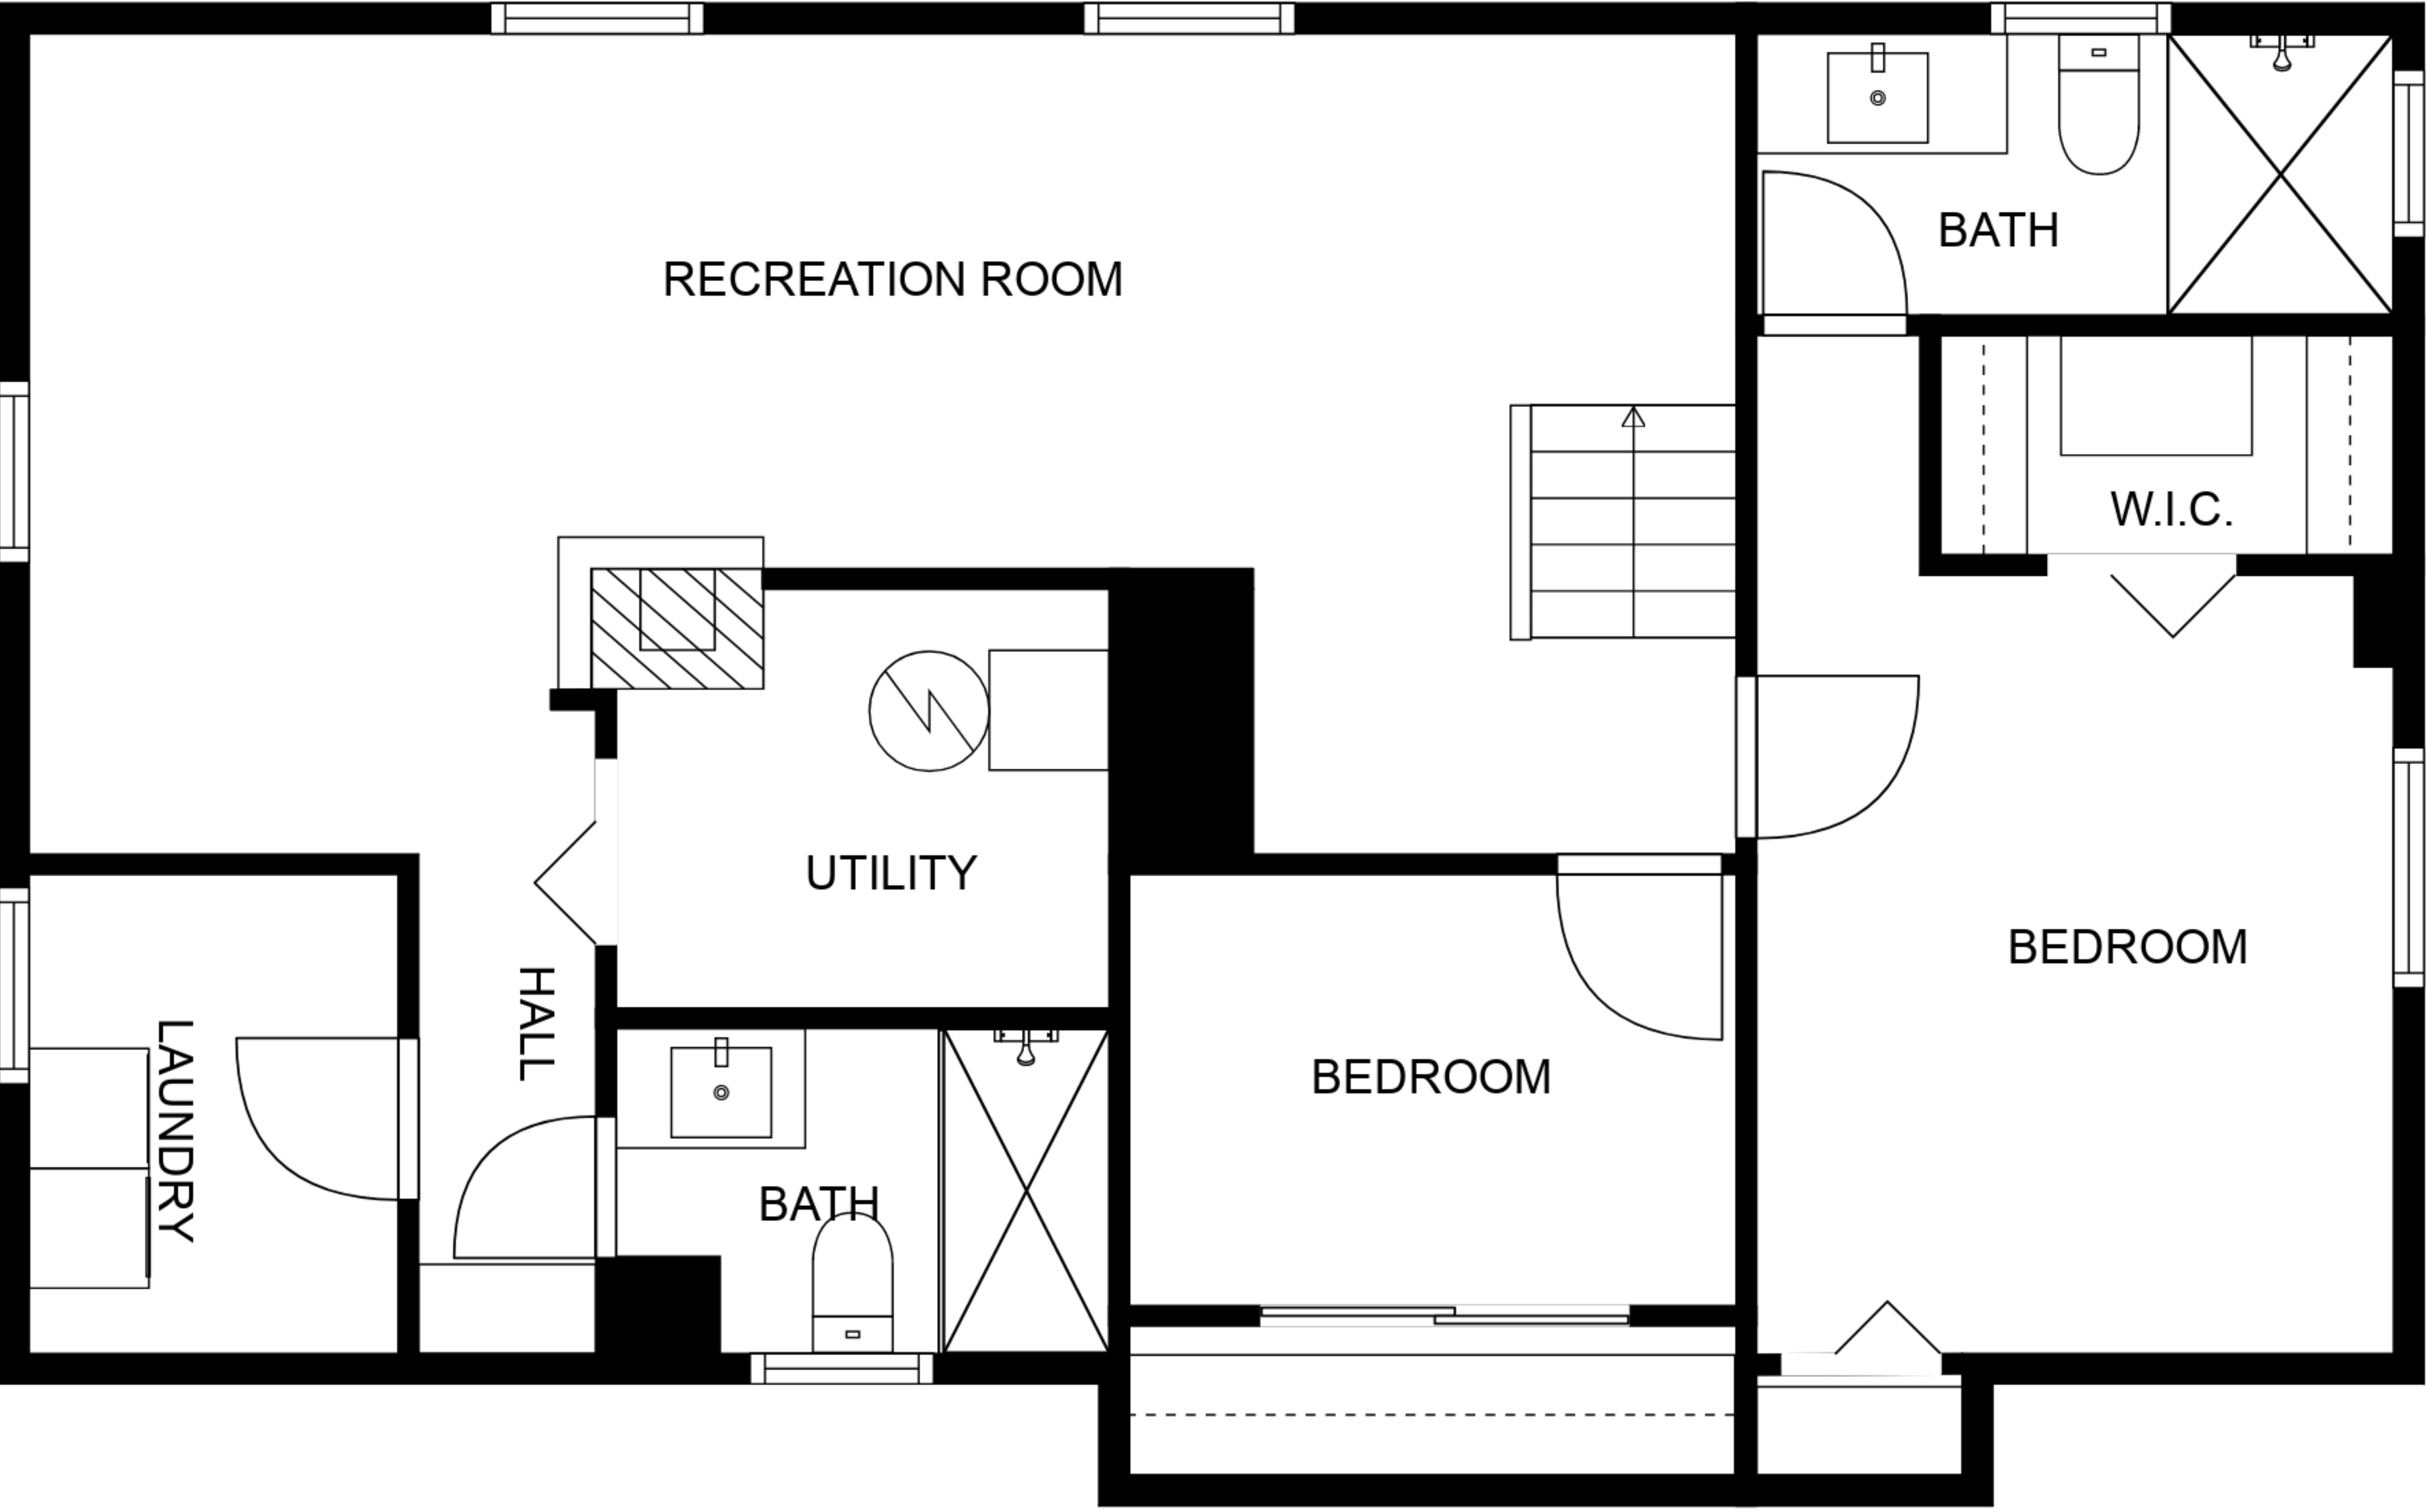 RECREATION ROOM
BATH
W.I.C.
UTILITY
BEDROOM
HALL
LAUNDRY
BEDROOM
BATH